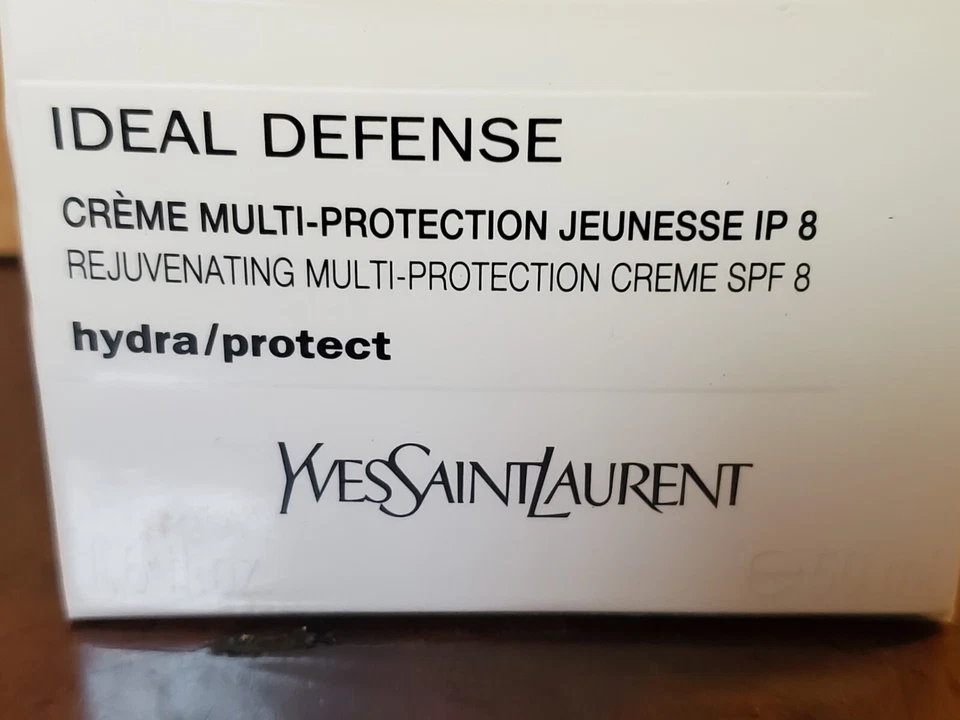 IDEAL DEFENSE
CRÈME MULTI-PROTECTION JEUNESSE IP 8
REJUVENATING MULTI-PROTECTION CREME SPF 8
hydra/protect
YVESSAINTLAURENT